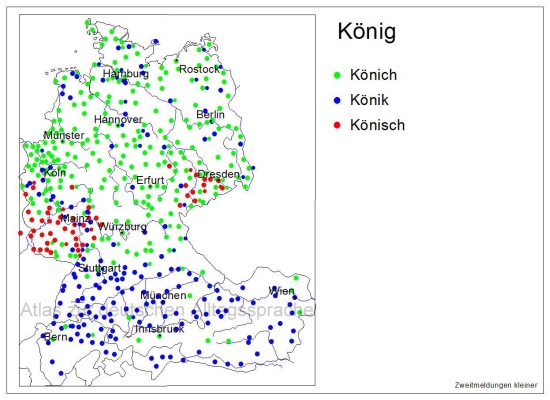 König
Könich
Könik
Könisch
Hamburg
Rostock
Hannover
Berlin
Münster
Köln
Erfurt
Dresden
Mainz
Würzburg
Stuttgart
München
Wien
Atlas zur deutschen Alltagssprache
Innsbruck
Bern
Zweitmeldungen kleiner